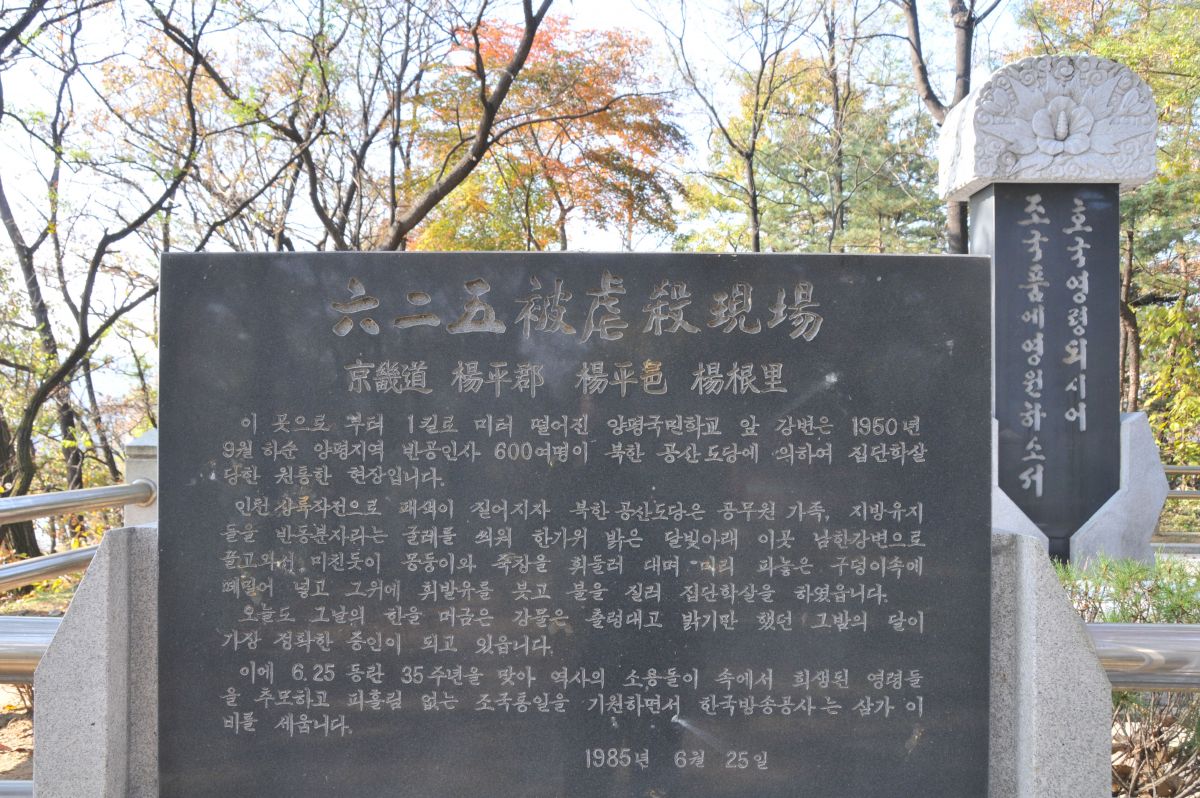 六二五被虐殺現場
京畿道 楊平郡 楊平邑 楊根里
이 곳으로 부터 1킬로 미터 떨어진 양평국민학교 앞 강변은 1950년
9월 하순 양평지역 반공인사 600여명이 북한 공산도당에 의하여 집단학살
당한 원통한 현장입니다.
인천 상륙작전으로 패색이 짙어지자 북한 공산도당은 공무원 가족, 지방유지
들을 반동분자라는 굴레를 씌워 한가위 밝은 달빛아래 이곳 남한강변으로
끌고와서 미친듯이 몽둥이와 죽창을 휘둘러 대며 미리 파놓은 구덩이속에
떼밀어 넣고 그위에 휘발유를 붓고 불을 질러 집단학살을 하였읍니다.
오늘도 그날의 한을 머금은 강물은 출렁대고 밝기만 했던 그밤의 달이
가장 정확한 증인이 되고 있읍니다.
이에 6.25 동란 35주년을 맞아 역사의 소용돌이 속에서 희생된 영령들
을 추모하고 피흘림 없는 조국통일을 기원하면서 한국방송공사는 삼가 이
비를 세웁니다.
1985년 6월 25일
호국영령되시어
조국품에영원하소서